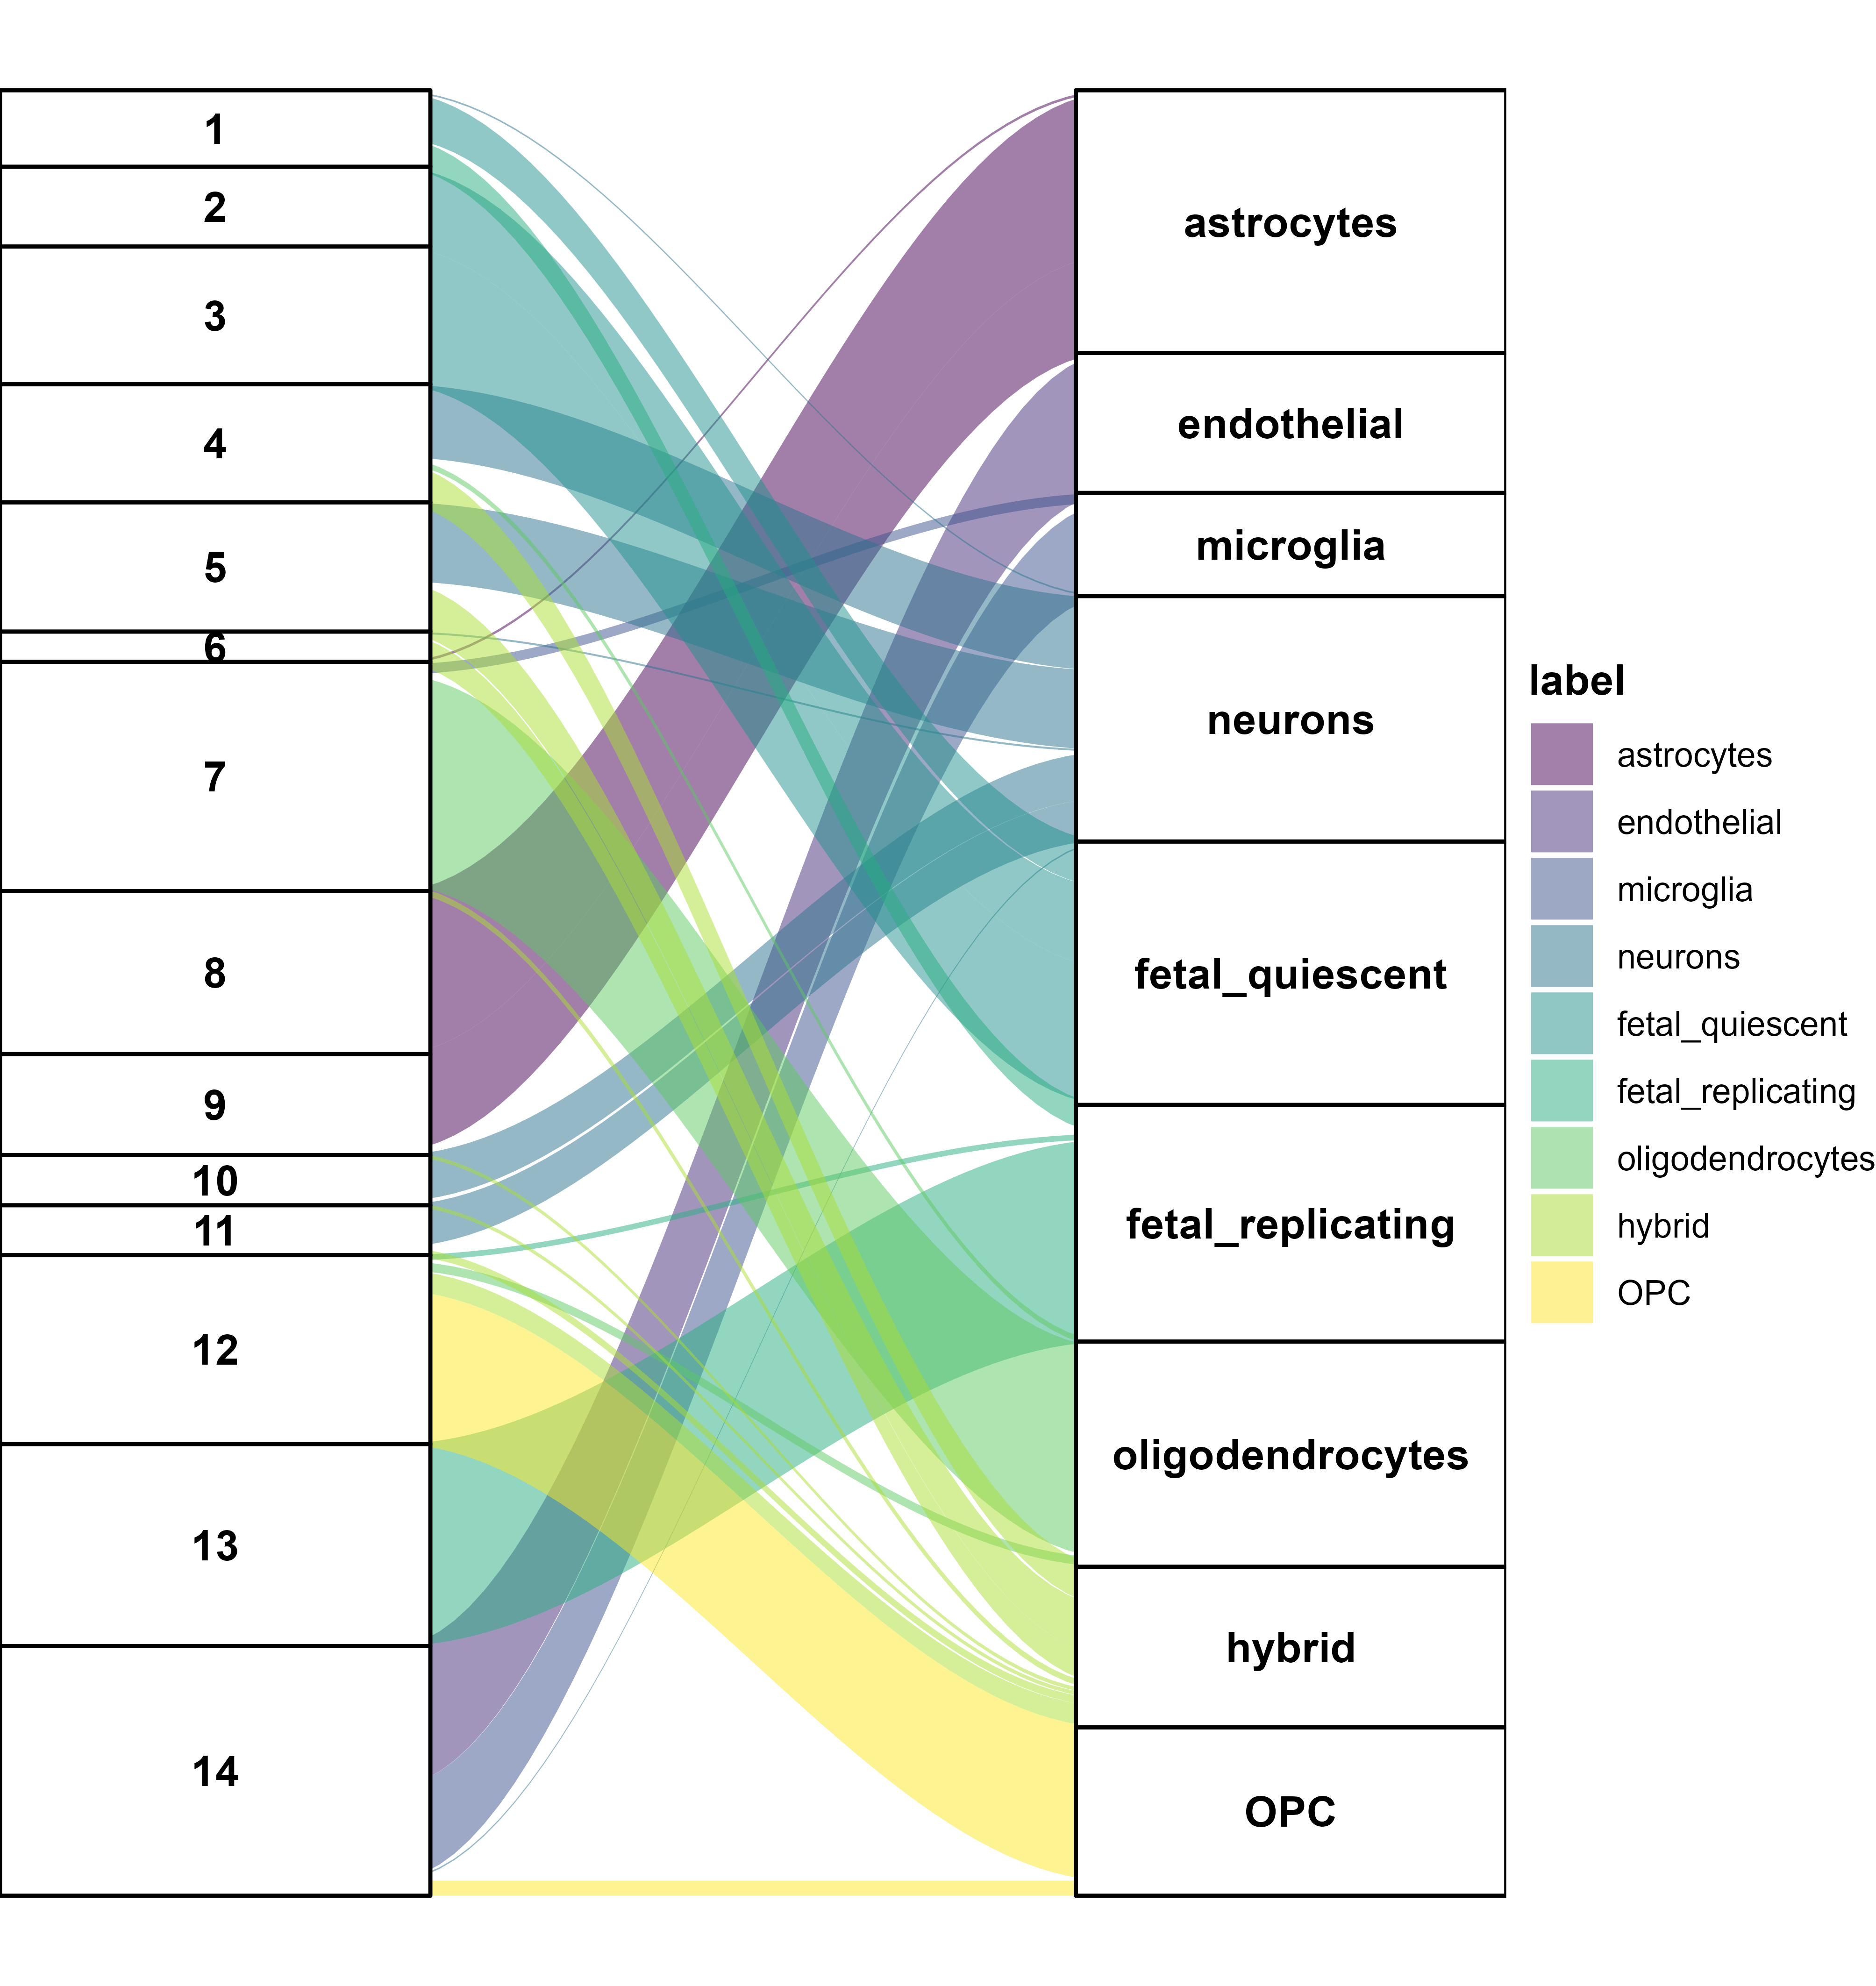 1
2
3
4
5
6
7
8
9
10
11
12
13
14
astrocytes
endothelial
microglia
neurons
fetal_quiescent
fetal_replicating
oligodendrocytes
hybrid
OPC
label
astrocytes
endothelial
microglia
neurons
fetal_quiescent
fetal_replicating
oligodendrocytes
hybrid
OPC